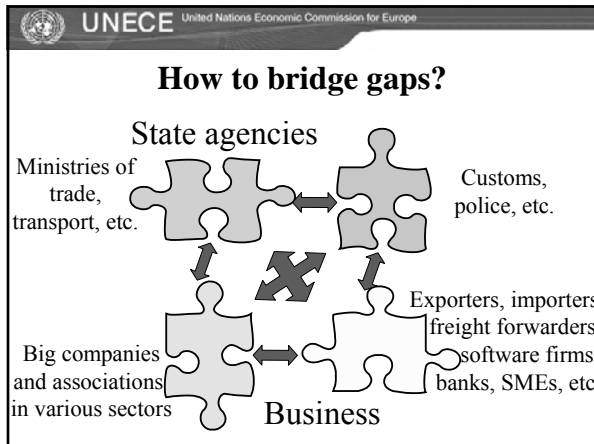 UNECE United Nations Economic Commission for Europe
How to bridge gaps?
State agencies
Ministries of
trade,
transport, etc.
Customs,
police, etc.
Big companies
and associations
in various sectors
Exporters, importers
freight forwarders
software firms
banks, SMEs, etc
Business